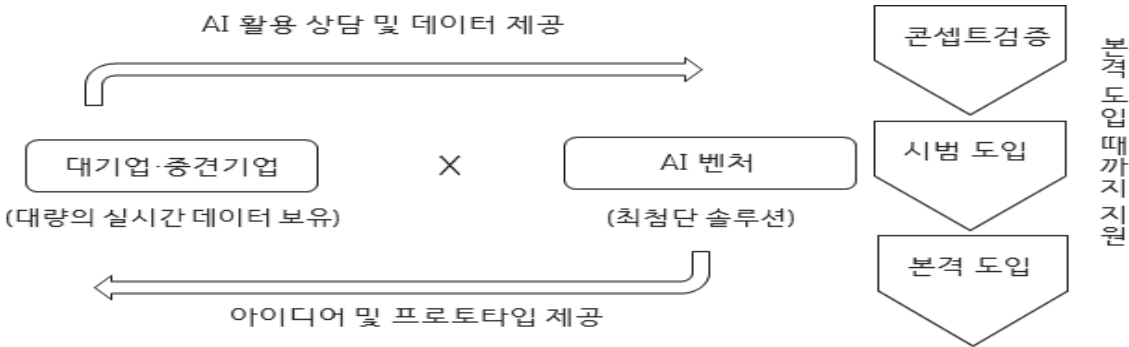 AI 활용 상담 및 데이터 제공
대기업·중견기업
(대량의 실시간 데이터 보유)
×
AI 벤처
(최첨단 솔루션)
아이디어 및 프로토타입 제공
콘셉트검증
시범 도입
본격 도입
본격 도입 때까지 지원